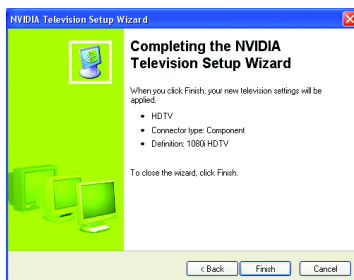 NVIDIA Television Setup Wizard
Completing the NVIDIA
Television Setup Wizard
When you click Finish, your new television settings will be
applied.
• HDTV
• Connector type: Component
• Definition: 1080i HDTV
To close the wizard, click Finish.
< Back Finish Cancel